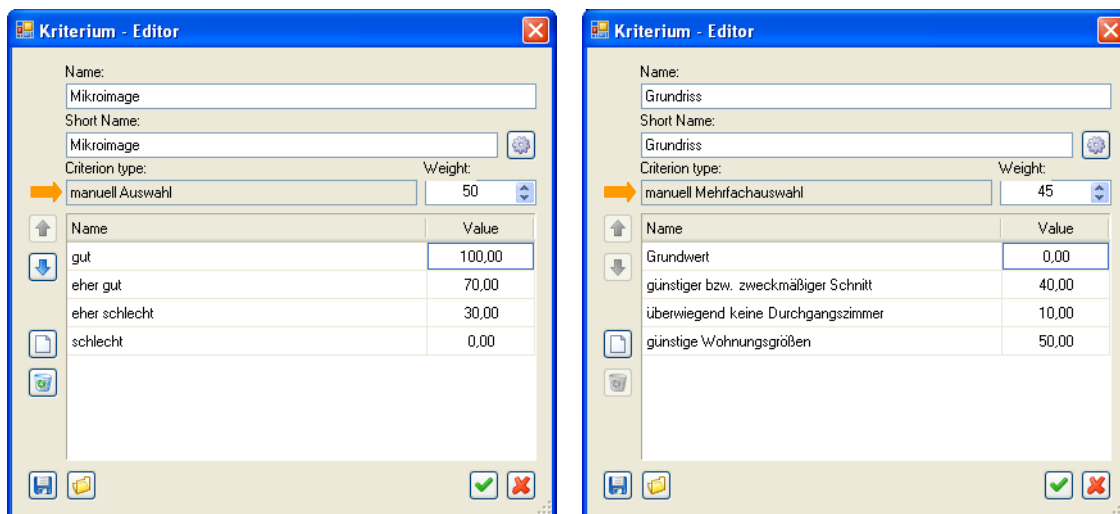 Kriterium - Editor
Name:
Mikroimage
Short Name:
Mikroimage
Criterion type: Weight:
manuell Auswahl 50
Name Value
gut 100,00
eher gut 70,00
eher schlecht 30,00
schlecht 0,00
Kriterium - Editor
Name:
Grundriss
Short Name:
Grundriss
Criterion type: Weight:
manuell Mehrfachauswahl 45
Name Value
Grundwert 0,00
günstiger bzw. zweckmäßiger Schnitt 40,00
überwiegend keine Durchgangszimmer 10,00
günstige Wohnungsgrößen 50,00